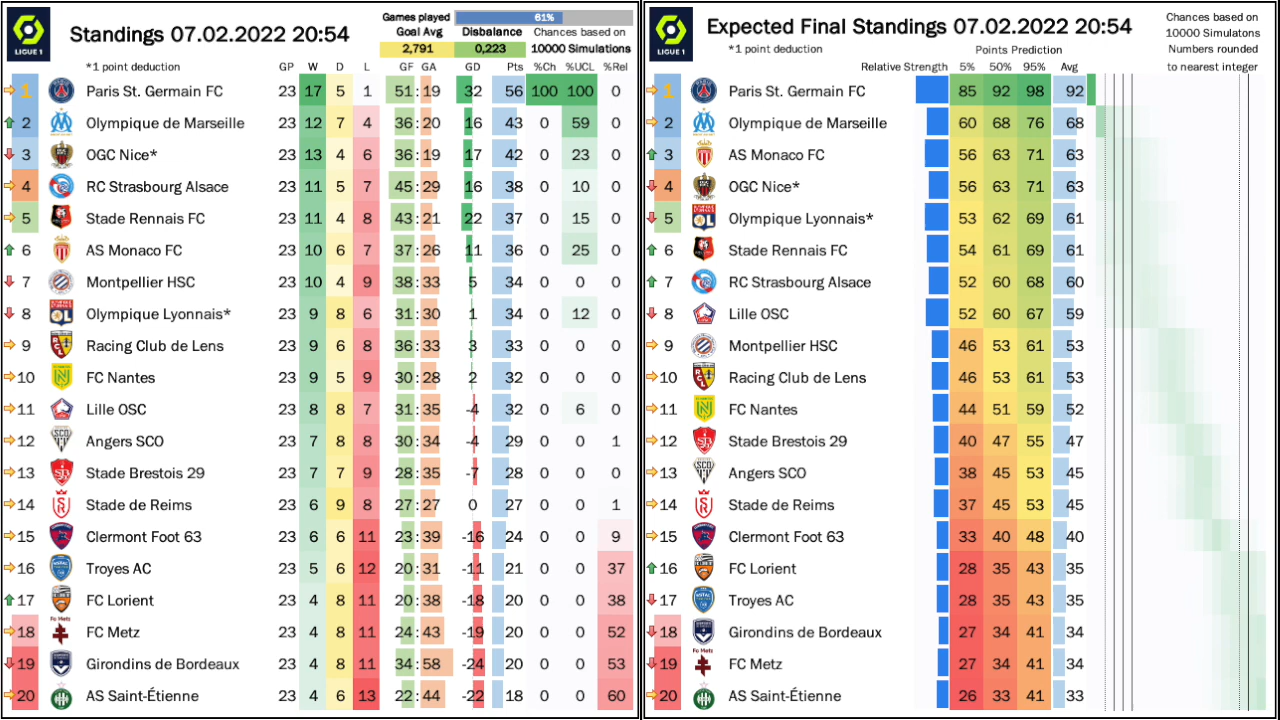 LIGUE 1
Standings 07.02.2022 20:54
Games played 61%
Goal Avg Disbalance Chances based on
2,791 0,223 10000 Simulations
*1 point deduction GP W D L GF GA GD Pts %Ch %UCL %Rel
1 Paris St. Germain FC 23 17 5 1 51:19 32 56 100 100 0
2 Olympique de Marseille 23 12 7 4 36:20 16 43 0 59 0
3 OGC Nice* 23 13 4 6 36:19 17 42 0 23 0
4 RC Strasbourg Alsace 23 11 5 7 45:29 16 38 0 10 0
5 Stade Rennais FC 23 11 4 8 43:21 22 37 0 15 0
6 AS Monaco FC 23 10 6 7 37:26 11 36 0 25 0
7 Montpellier HSC 23 10 4 9 38:33 5 34 0 0 0
8 Olympique Lyonnais* 23 9 8 6 31:30 1 34 0 12 0
9 Racing Club de Lens 23 9 6 8 36:33 3 33 0 0 0
10 FC Nantes 23 9 5 9 30:28 2 32 0 0 0
11 Lille OSC 23 8 8 7 31:35 -4 32 0 6 0
12 Angers SCO 23 7 8 8 30:34 -4 29 0 0 1
13 Stade Brestois 29 23 7 7 9 28:35 -7 28 0 0 0
14 Stade de Reims 23 6 9 8 27:27 0 27 0 0 1
15 Clermont Foot 63 23 6 6 11 23:39 -16 24 0 0 9
16 Troyes AC 23 5 6 12 20:31 -11 21 0 0 37
17 FC Lorient 23 4 8 11 20:38 -18 20 0 0 38
18 FC Metz 23 4 8 11 24:43 -19 20 0 0 52
19 Girondins de Bordeaux 23 4 8 11 34:58 -24 20 0 0 53
20 AS Saint-Étienne 23 4 6 13 22:44 -22 18 0 0 60
LIGUE 1
Expected Final Standings 07.02.2022 20:54
Chances based on
10000 Simulatons
Numbers rounded
to nearest integer
*1 point deduction Points Prediction
Relative Strength 5% 50% 95% Avg
1 Paris St. Germain FC 85 92 98 92
2 Olympique de Marseille 60 68 76 68
3 AS Monaco FC 56 63 71 63
4 OGC Nice* 56 63 71 63
5 Olympique Lyonnais* 53 62 69 61
6 Stade Rennais FC 54 61 69 61
7 RC Strasbourg Alsace 52 60 68 60
8 Lille OSC 52 60 67 59
9 Montpellier HSC 46 53 61 53
10 Racing Club de Lens 46 53 61 53
11 FC Nantes 44 51 59 52
12 Stade Brestois 29 40 47 55 47
13 Angers SCO 38 45 53 45
14 Stade de Reims 37 45 53 45
15 Clermont Foot 63 33 40 48 40
16 FC Lorient 28 35 43 35
17 Troyes AC 28 35 43 35
18 Girondins de Bordeaux 27 34 41 34
19 FC Metz 27 34 41 34
20 AS Saint-Étienne 26 33 41 33